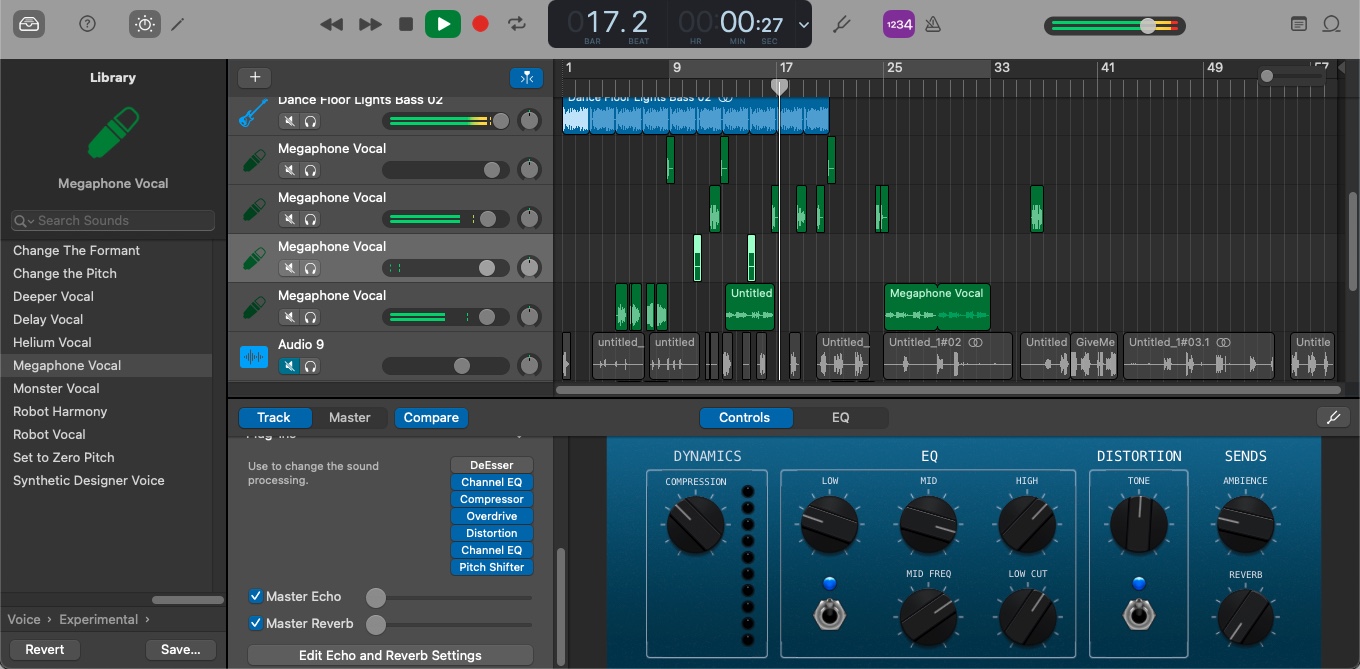 17.2 00:27
BAR BEAT HR MIN SEC
1234
Library
1 9 17 25 33 41 49 57
Megaphone Vocal
Search Sounds
Change The Formant
Change the Pitch
Deeper Vocal
Delay Vocal
Helium Vocal
Megaphone Vocal
Monster Vocal
Robot Harmony
Robot Vocal
Set to Zero Pitch
Synthetic Designer Voice
Voice › Experimental ›
Revert Save...
Dance Floor Lights Bass 02
Megaphone Vocal
Megaphone Vocal
Megaphone Vocal
Megaphone Vocal
Audio 9
Dance Floor Lights Bass 02
Untitled Megaphone Vocal
untitled_ untitled Untitled_ Untitled_1#02 Untitled GiveMe Untitled_1#03.1 Untitle
Track Master Compare Controls EQ
Plug-ins
Use to change the sound
processing.
DeEsser
Channel EQ
Compressor
Overdrive
Distortion
Channel EQ
Pitch Shifter
Master Echo
Master Reverb
Edit Echo and Reverb Settings
DYNAMICS EQ DISTORTION SENDS
COMPRESSION LOW MID HIGH TONE AMBIENCE
MID FREQ LOW CUT REVERB